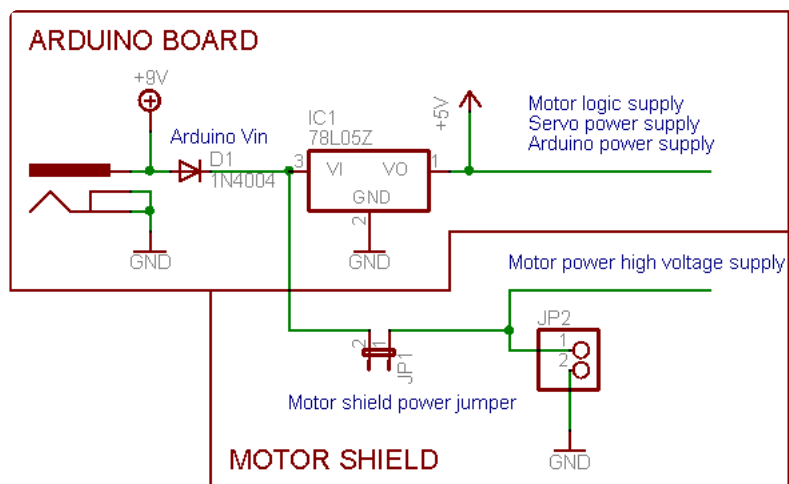 ARDUINO BOARD
+9V
Arduino Vin
D1
1N4004
IC1
78L05Z
3
VI
VO
1
GND
2
GND
GND
+5V
Motor logic supply
Servo power supply
Arduino power supply
Motor power high voltage supply
JP2
1
2
GND
2
1
JP1
Motor shield power jumper
MOTOR SHIELD